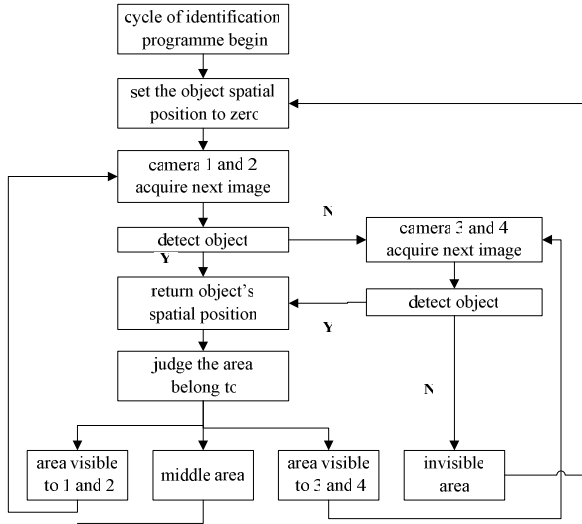 cycle of identification
programme begin
set the object spatial
position to zero
camera 1 and 2
acquire next image
N
camera 3 and 4
acquire next image
detect object
Y
detect object
return object's
spatial position
Y
judge the area
belong to
N
area visible
to 1 and 2
middle area
area visible
to 3 and 4
invisible
area